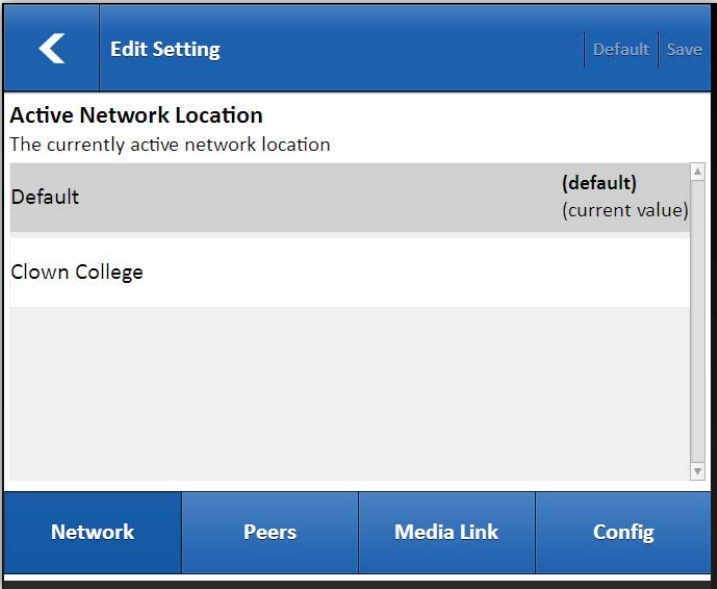 Edit Setting
Default
Save
Active Network Location
The currently active network location
Default
(default)
(current value)
Clown College
Network
Peers
Media Link
Config